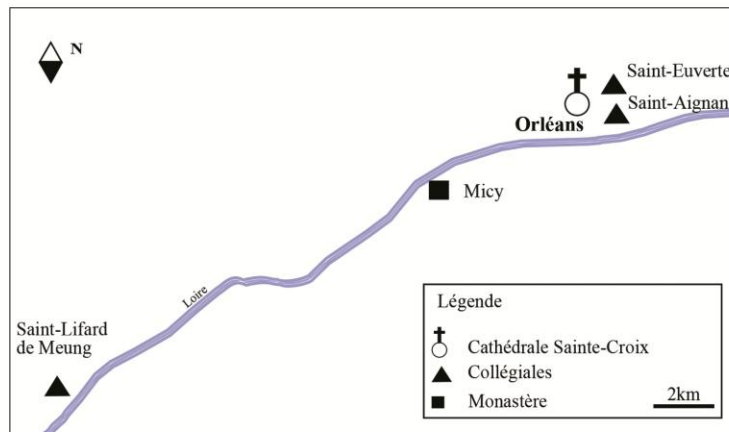 N
Saint-Euverte
Saint-Aignan
Orléans
Micy
Loire
Saint-Lifard
de Meung
Légende
Cathédrale Sainte-Croix
Collégiales
Monastère
2km